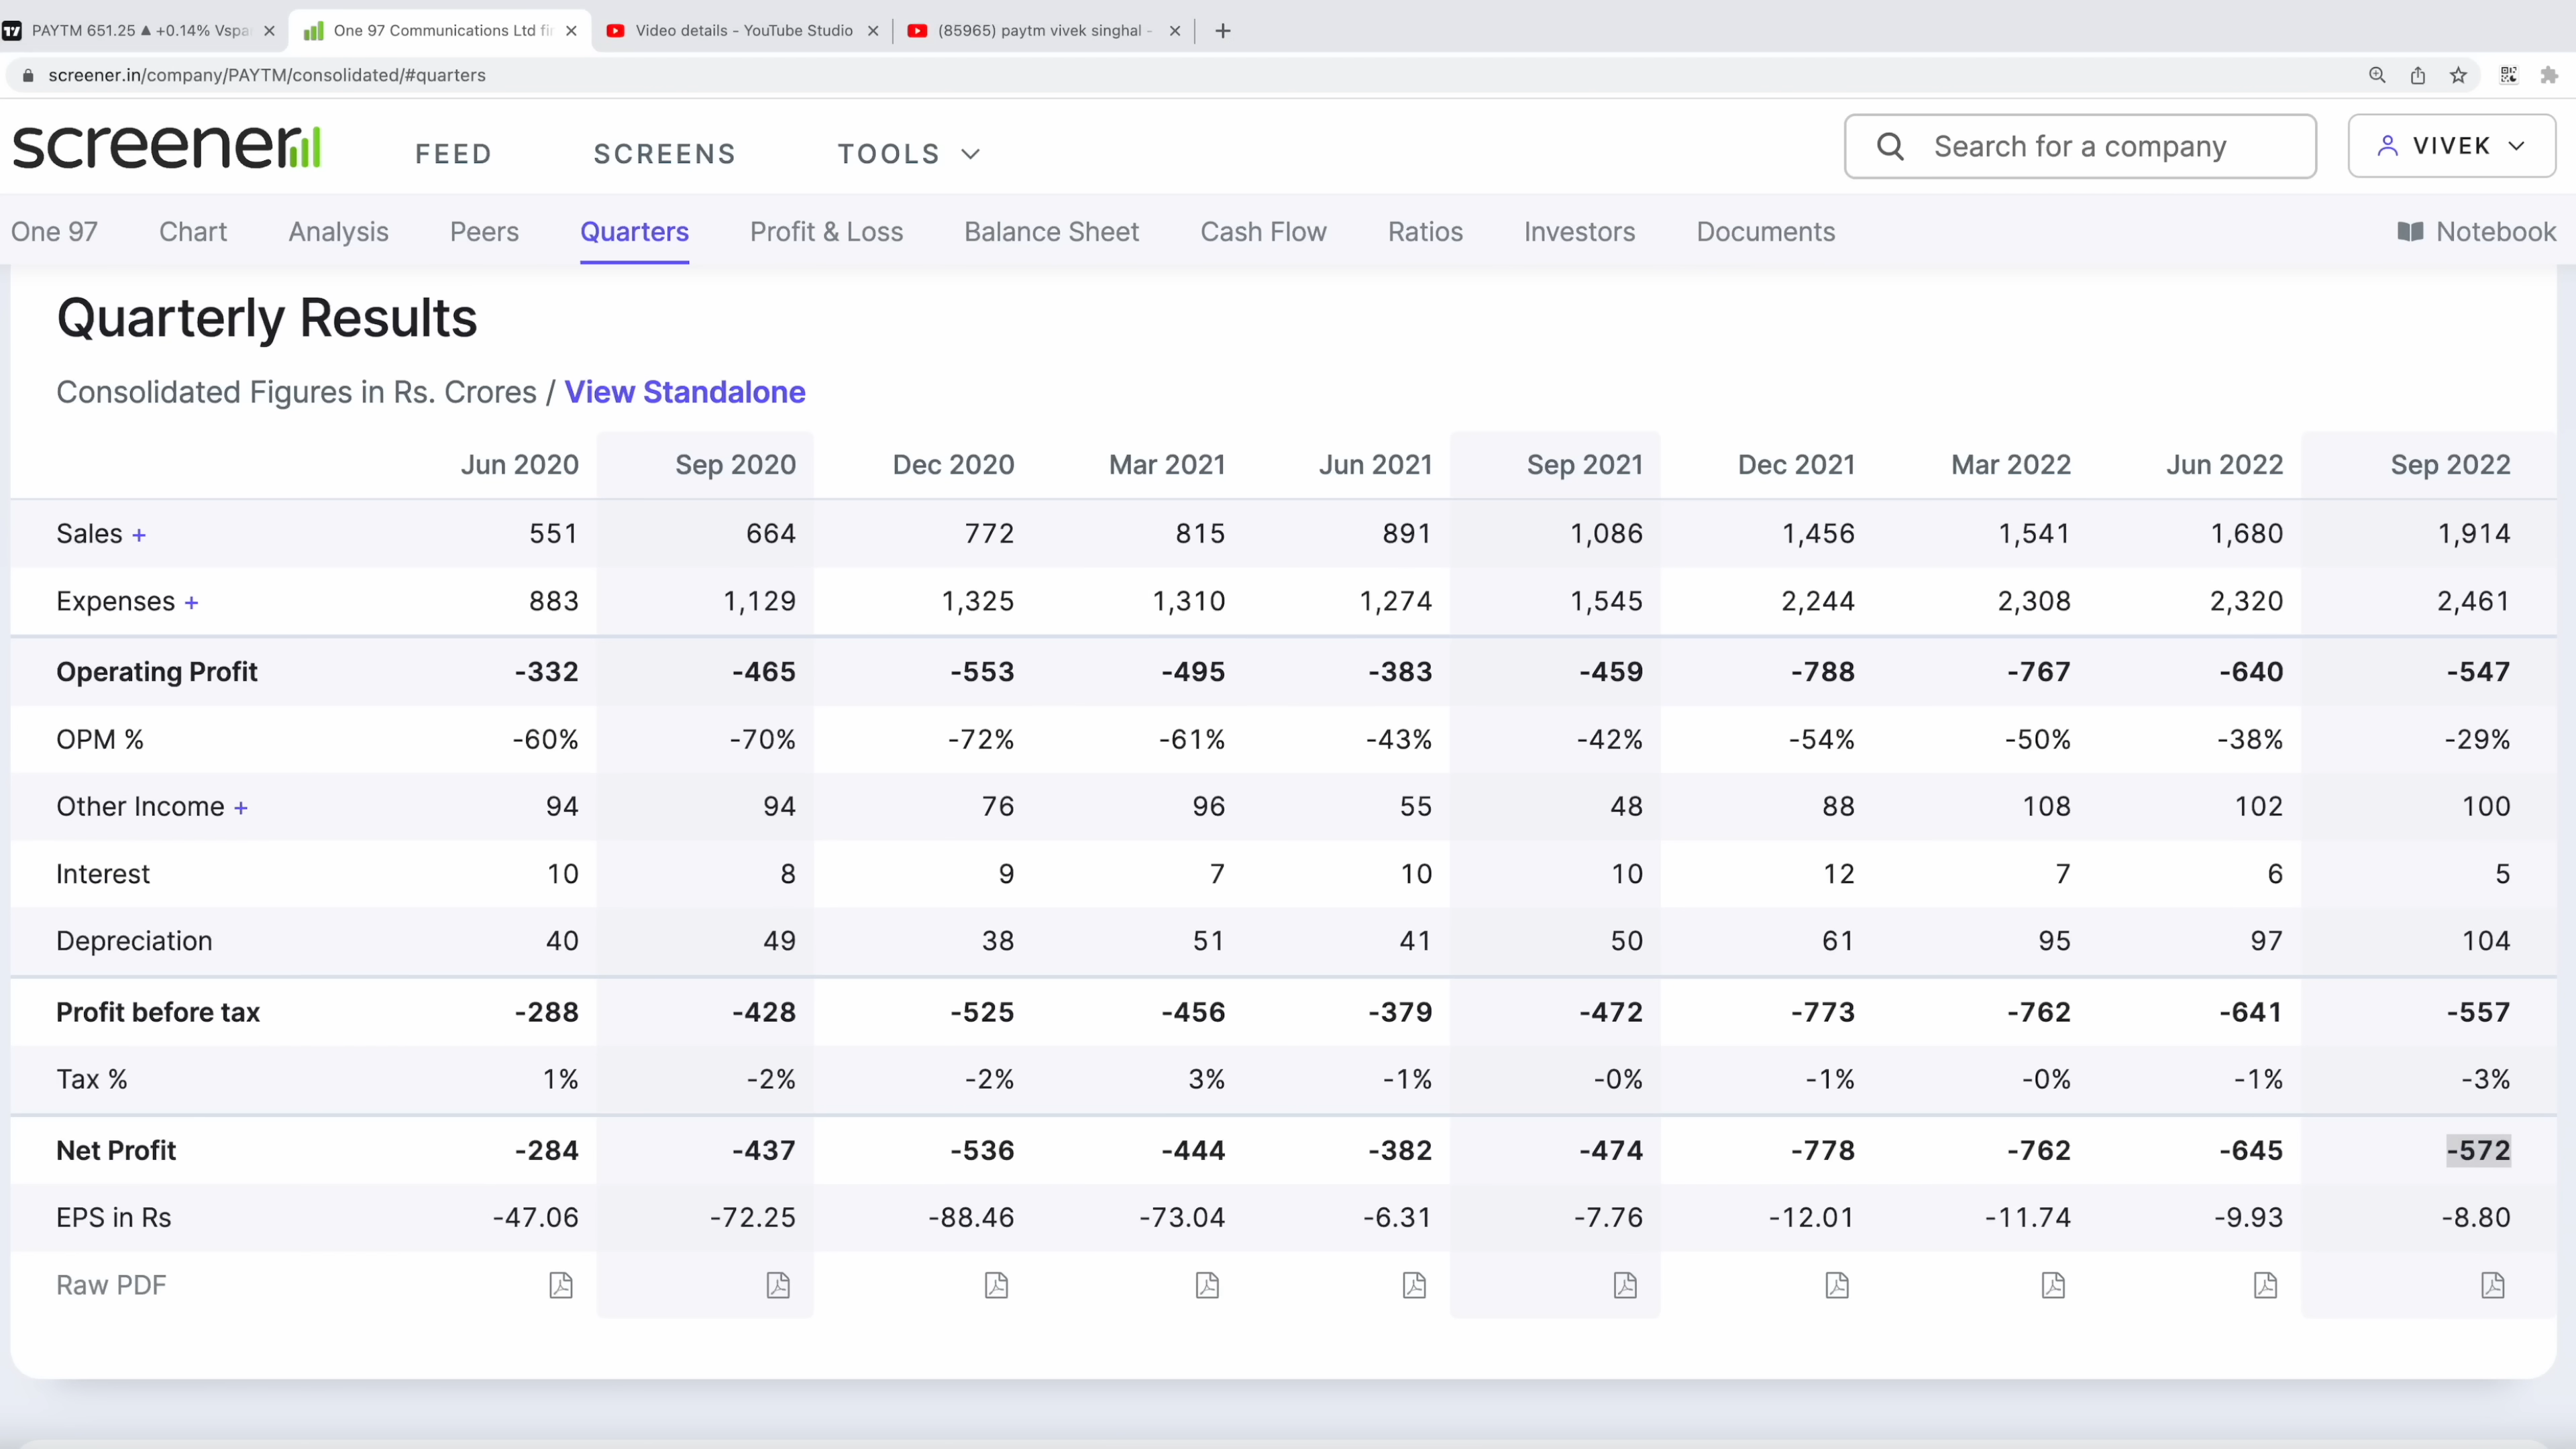 PAYTM 651.25 ▲ +0.14% Vspa
One 97 Communications Ltd fi
Video details - YouTube Studio
(85965) paytm vivek singhal -
screener.in/company/PAYTM/consolidated/#quarters
screener
FEED
SCREENS
TOOLS
Search for a company
VIVEK
One 97 Chart Analysis Peers Quarters Profit & Loss Balance Sheet Cash Flow Ratios Investors Documents Notebook
Quarterly Results
Consolidated Figures in Rs. Crores / View Standalone
Jun 2020 Sep 2020 Dec 2020 Mar 2021 Jun 2021 Sep 2021 Dec 2021 Mar 2022 Jun 2022 Sep 2022
Sales + 551 664 772 815 891 1,086 1,456 1,541 1,680 1,914
Expenses + 883 1,129 1,325 1,310 1,274 1,545 2,244 2,308 2,320 2,461
Operating Profit -332 -465 -553 -495 -383 -459 -788 -767 -640 -547
OPM % -60% -70% -72% -61% -43% -42% -54% -50% -38% -29%
Other Income + 94 94 76 96 55 48 88 108 102 100
Interest 10 8 9 7 10 10 12 7 6 5
Depreciation 40 49 38 51 41 50 61 95 97 104
Profit before tax -288 -428 -525 -456 -379 -472 -773 -762 -641 -557
Tax % 1% -2% -2% 3% -1% -0% -1% -0% -1% -3%
Net Profit -284 -437 -536 -444 -382 -474 -778 -762 -645 -572
EPS in Rs -47.06 -72.25 -88.46 -73.04 -6.31 -7.76 -12.01 -11.74 -9.93 -8.80
Raw PDF